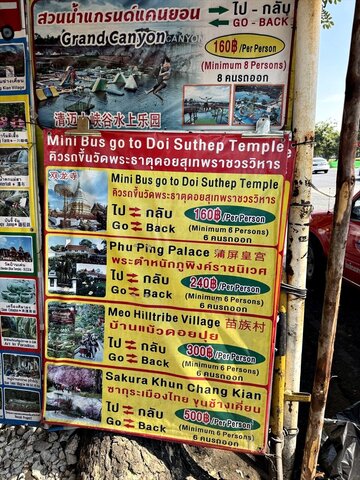 สวนน้ำแกรนด์แคนยอน
Grand Canyon
ไป ⇄ กลับ
GO - BACK
160฿/Per Person
(Minimum 8 Persons)
8 คนรถออก
清迈大峡谷水上乐园
Mini Bus go to Doi Suthep Temple
คิวรถขึ้นวัดพระธาตุดอยสุเทพราชวรวิหาร
双龙寺
Mini Bus go to Doi Suthep Temple
คิวรถขึ้นวัดพระธาตุดอยสุเทพราชวรวิหาร
ไป ⇄ กลับ
Go ⇄ Back
160฿/Per Person
(Minimum 6 Persons)
6 คนรถออก
Phu Ping Palace 蒲屏皇宫
พระตำหนักภูพิงค์ราชนิเวศ
ไป ⇄ กลับ
Go ⇄ Back
240฿/Per Person
(Minimum 6 Persons)
6 คนรถออก
Meo Hilltribe Village 苗族村
บ้านแม้วดอยปุย
ไป ⇄ กลับ
Go ⇄ Back
300฿/Per Person
(Minimum 6 Persons)
6 คนรถออก
Sakura Khun Chang Kian
ซากุระเมืองไทย ขุนช้างเคี่ยน
ไป ⇄ กลับ
Go ⇄ Back
500฿/Per Person
(Minimum 6 Persons)
6 คนรถออก